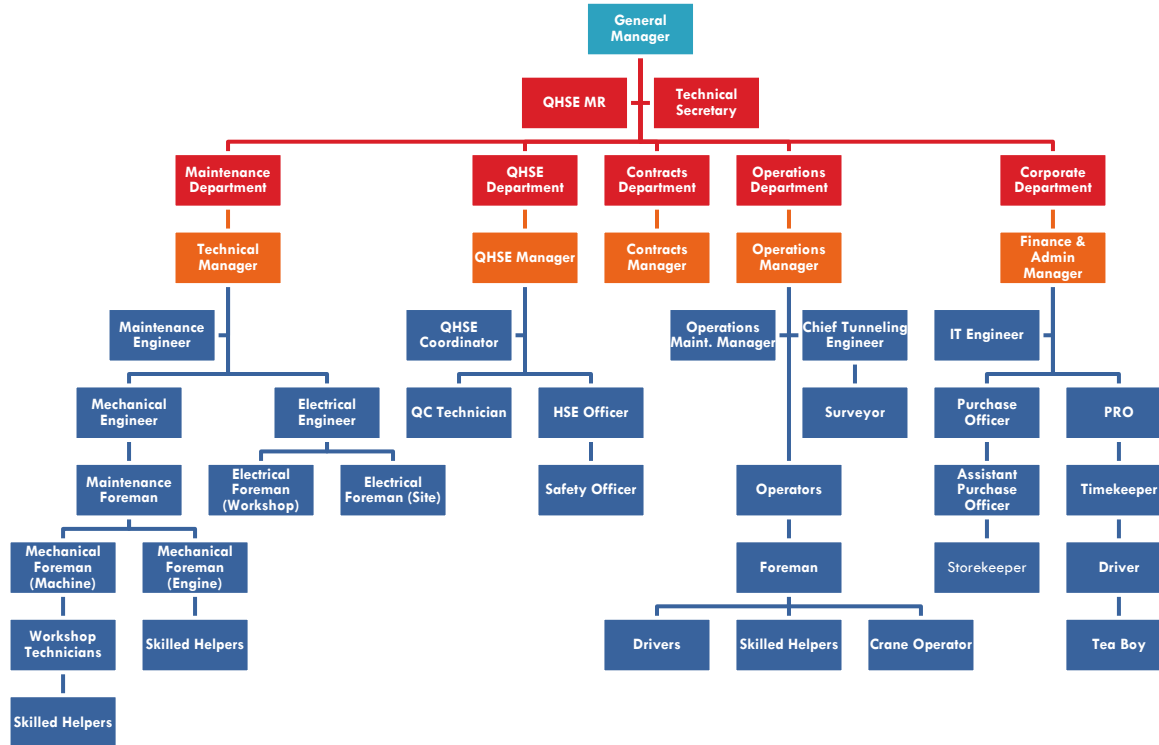 General
Manager
QHSE MR
Technical
Secretary
Maintenance
Department
QHSE
Department
Contracts
Department
Operations
Department
Corporate
Department
Technical
Manager
QHSE Manager
Contracts
Manager
Operations
Manager
Finance &
Admin
Manager
Maintenance
Engineer
QHSE
Coordinator
Operations
Maint. Manager
Chief Tunneling
Engineer
IT Engineer
Mechanical
Engineer
Electrical
Engineer
QC Technician
HSE Officer
Surveyor
Purchase
Officer
PRO
Maintenance
Foreman
Electrical
Foreman
(Workshop)
Electrical
Foreman (Site)
Safety Officer
Operators
Assistant
Purchase
Officer
Timekeeper
Mechanical
Foreman
(Machine)
Mechanical
Foreman
(Engine)
Foreman
Storekeeper
Driver
Workshop
Technicians
Skilled Helpers
Drivers
Skilled Helpers
Crane Operator
Tea Boy
Skilled Helpers